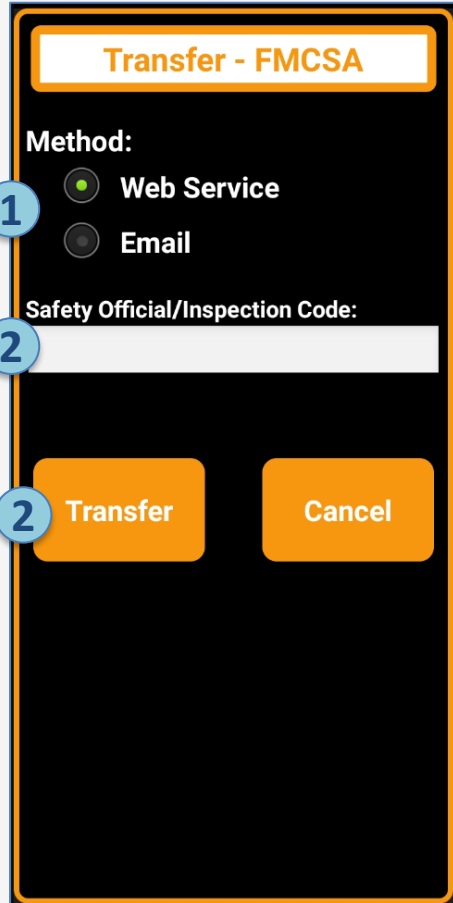 Transfer - FMCSA
Method:
Web Service
1
Email
Safety Official/Inspection Code:
2
2
Transfer
Cancel